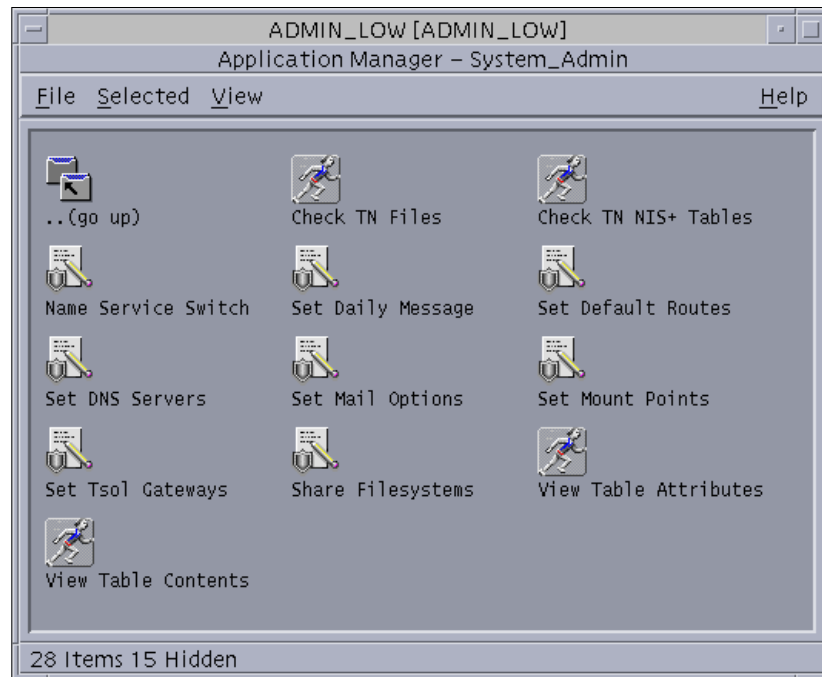 ADMIN_LOW [ADMIN_LOW]
Application Manager – System_Admin
File Selected View Help
..(go up) Check TN Files Check TN NIS+ Tables
Name Service Switch Set Daily Message Set Default Routes
Set DNS Servers Set Mail Options Set Mount Points
Set Tsol Gateways Share Filesystems View Table Attributes
View Table Contents
28 Items 15 Hidden